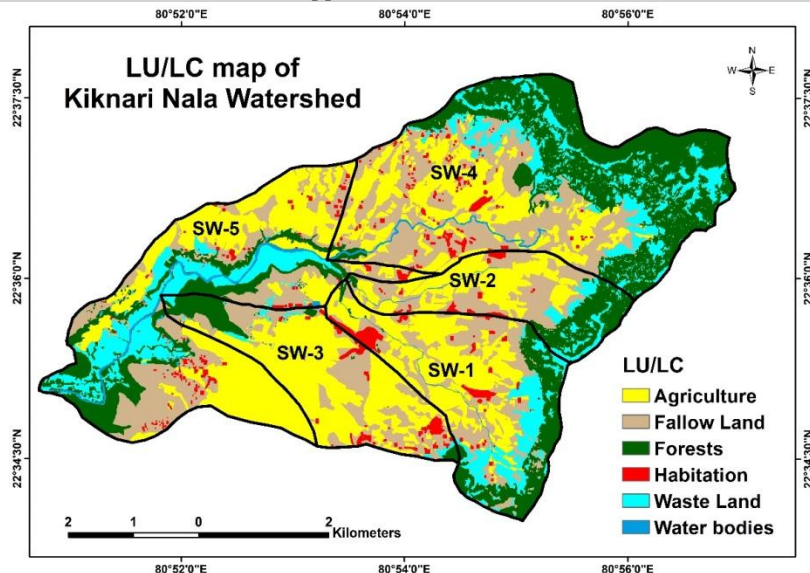 80°52'0"E 80°54'0"E 80°56'0"E
LU/LC map of
Kiknari Nala Watershed
N
W E
S
22°37'30"N 22°37'30"N
SW-4
SW-5
22°36'0"N 22°36'0"N
SW-2
SW-3
SW-1
LU/LC
Agriculture
Fallow Land
Forests
Habitation
Waste Land
Water bodies
22°34'30"N 22°34'30"N
2 1 0 2
Kilometers
80°52'0"E 80°54'0"E 80°56'0"E